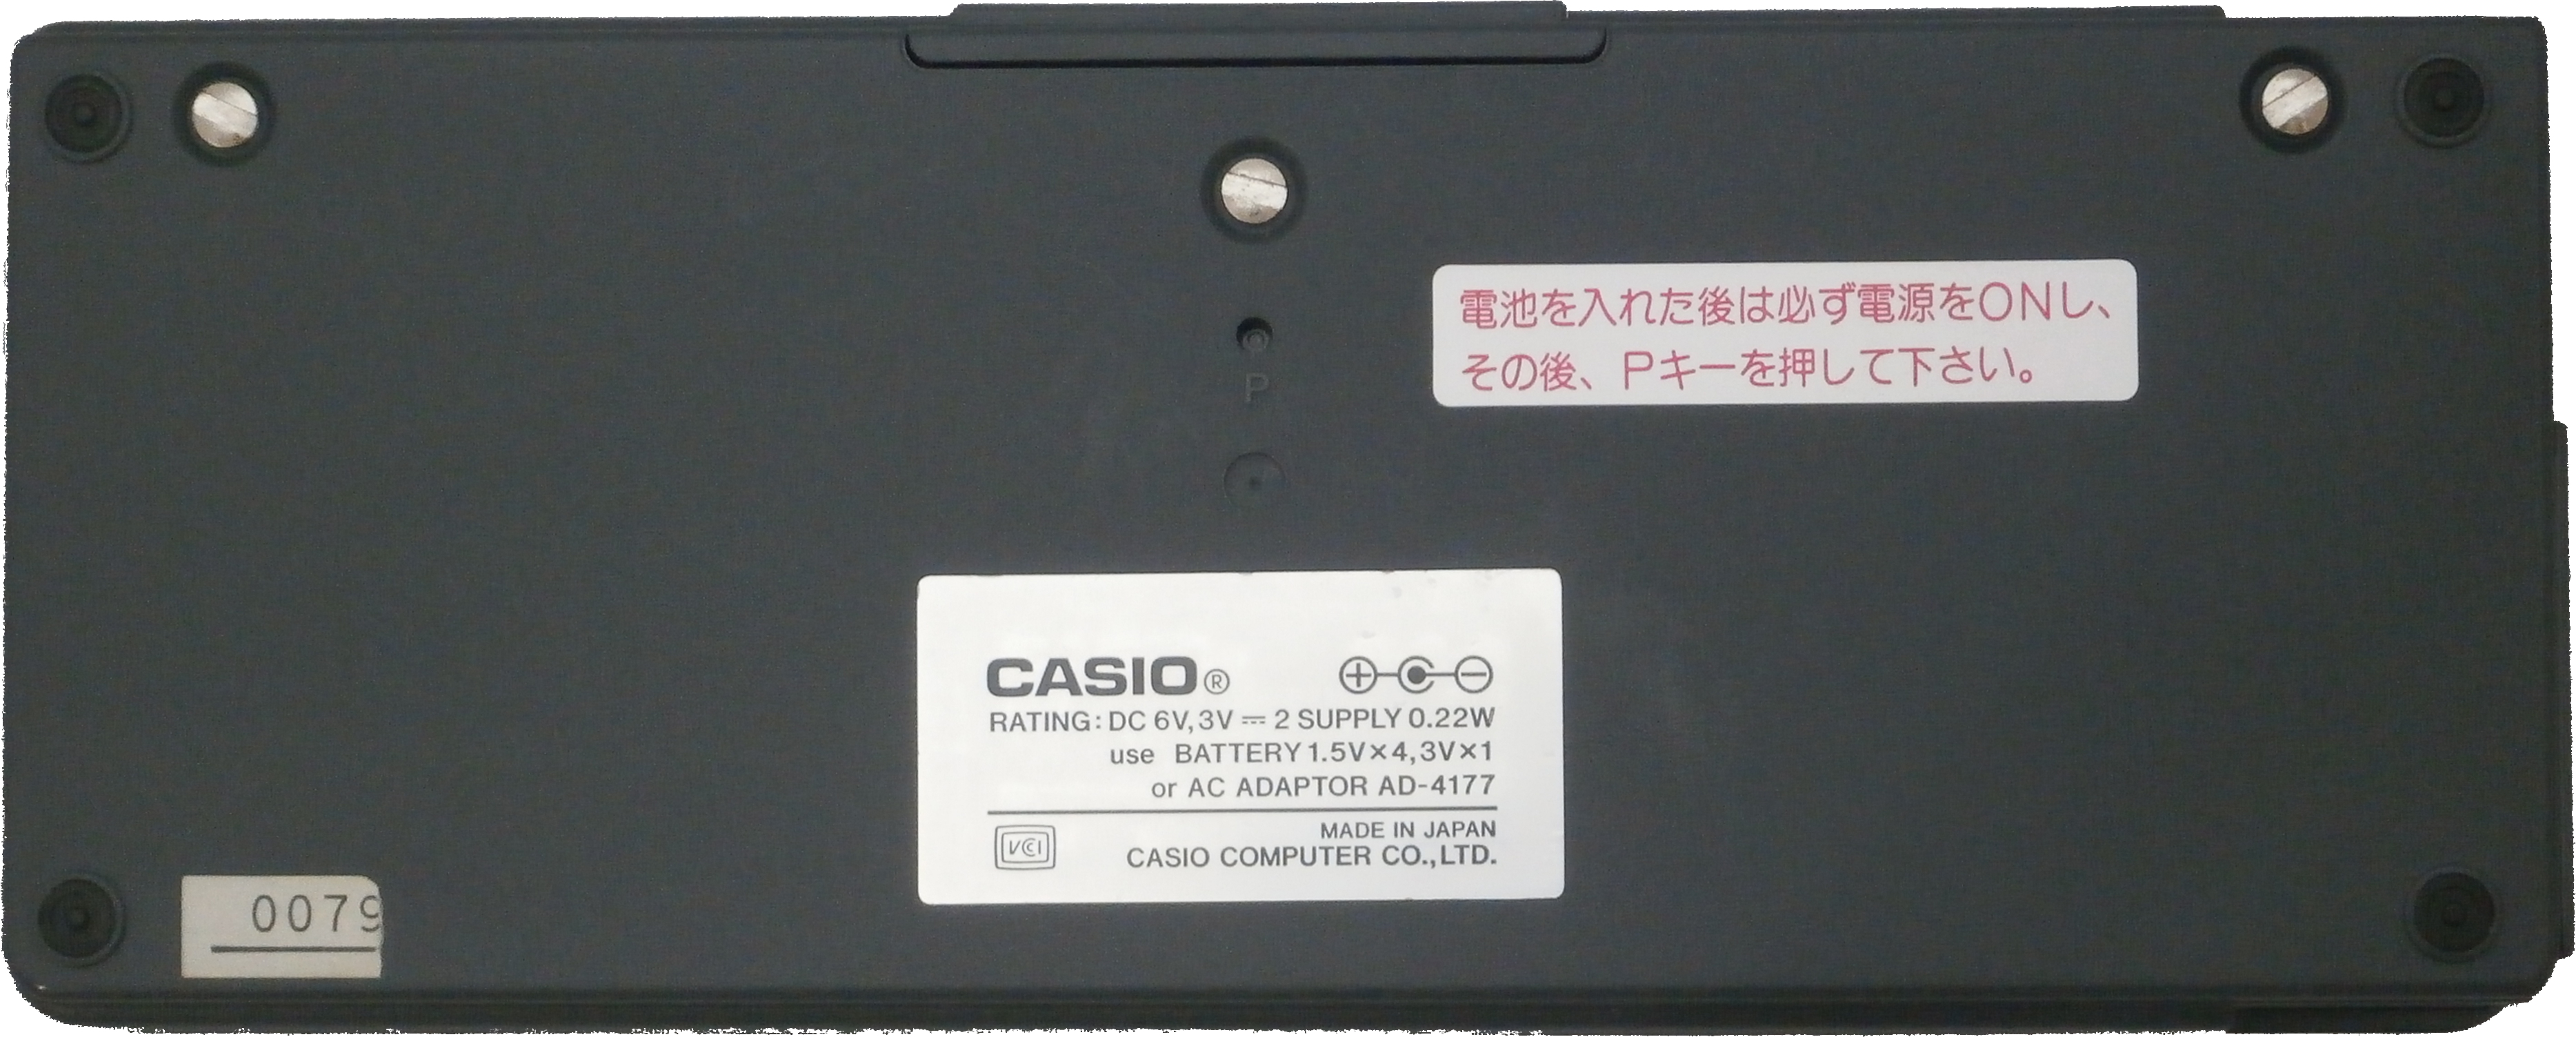 電池を入れた後は必ず電源をONし、
その後、Pキーを押して下さい。
P
CASIO®
RATING: DC 6V, 3V ⎓ 2 SUPPLY 0.22W
use BATTERY 1.5V×4, 3V×1
or AC ADAPTOR AD-4177
MADE IN JAPAN
VCCI
CASIO COMPUTER CO., LTD.
0079